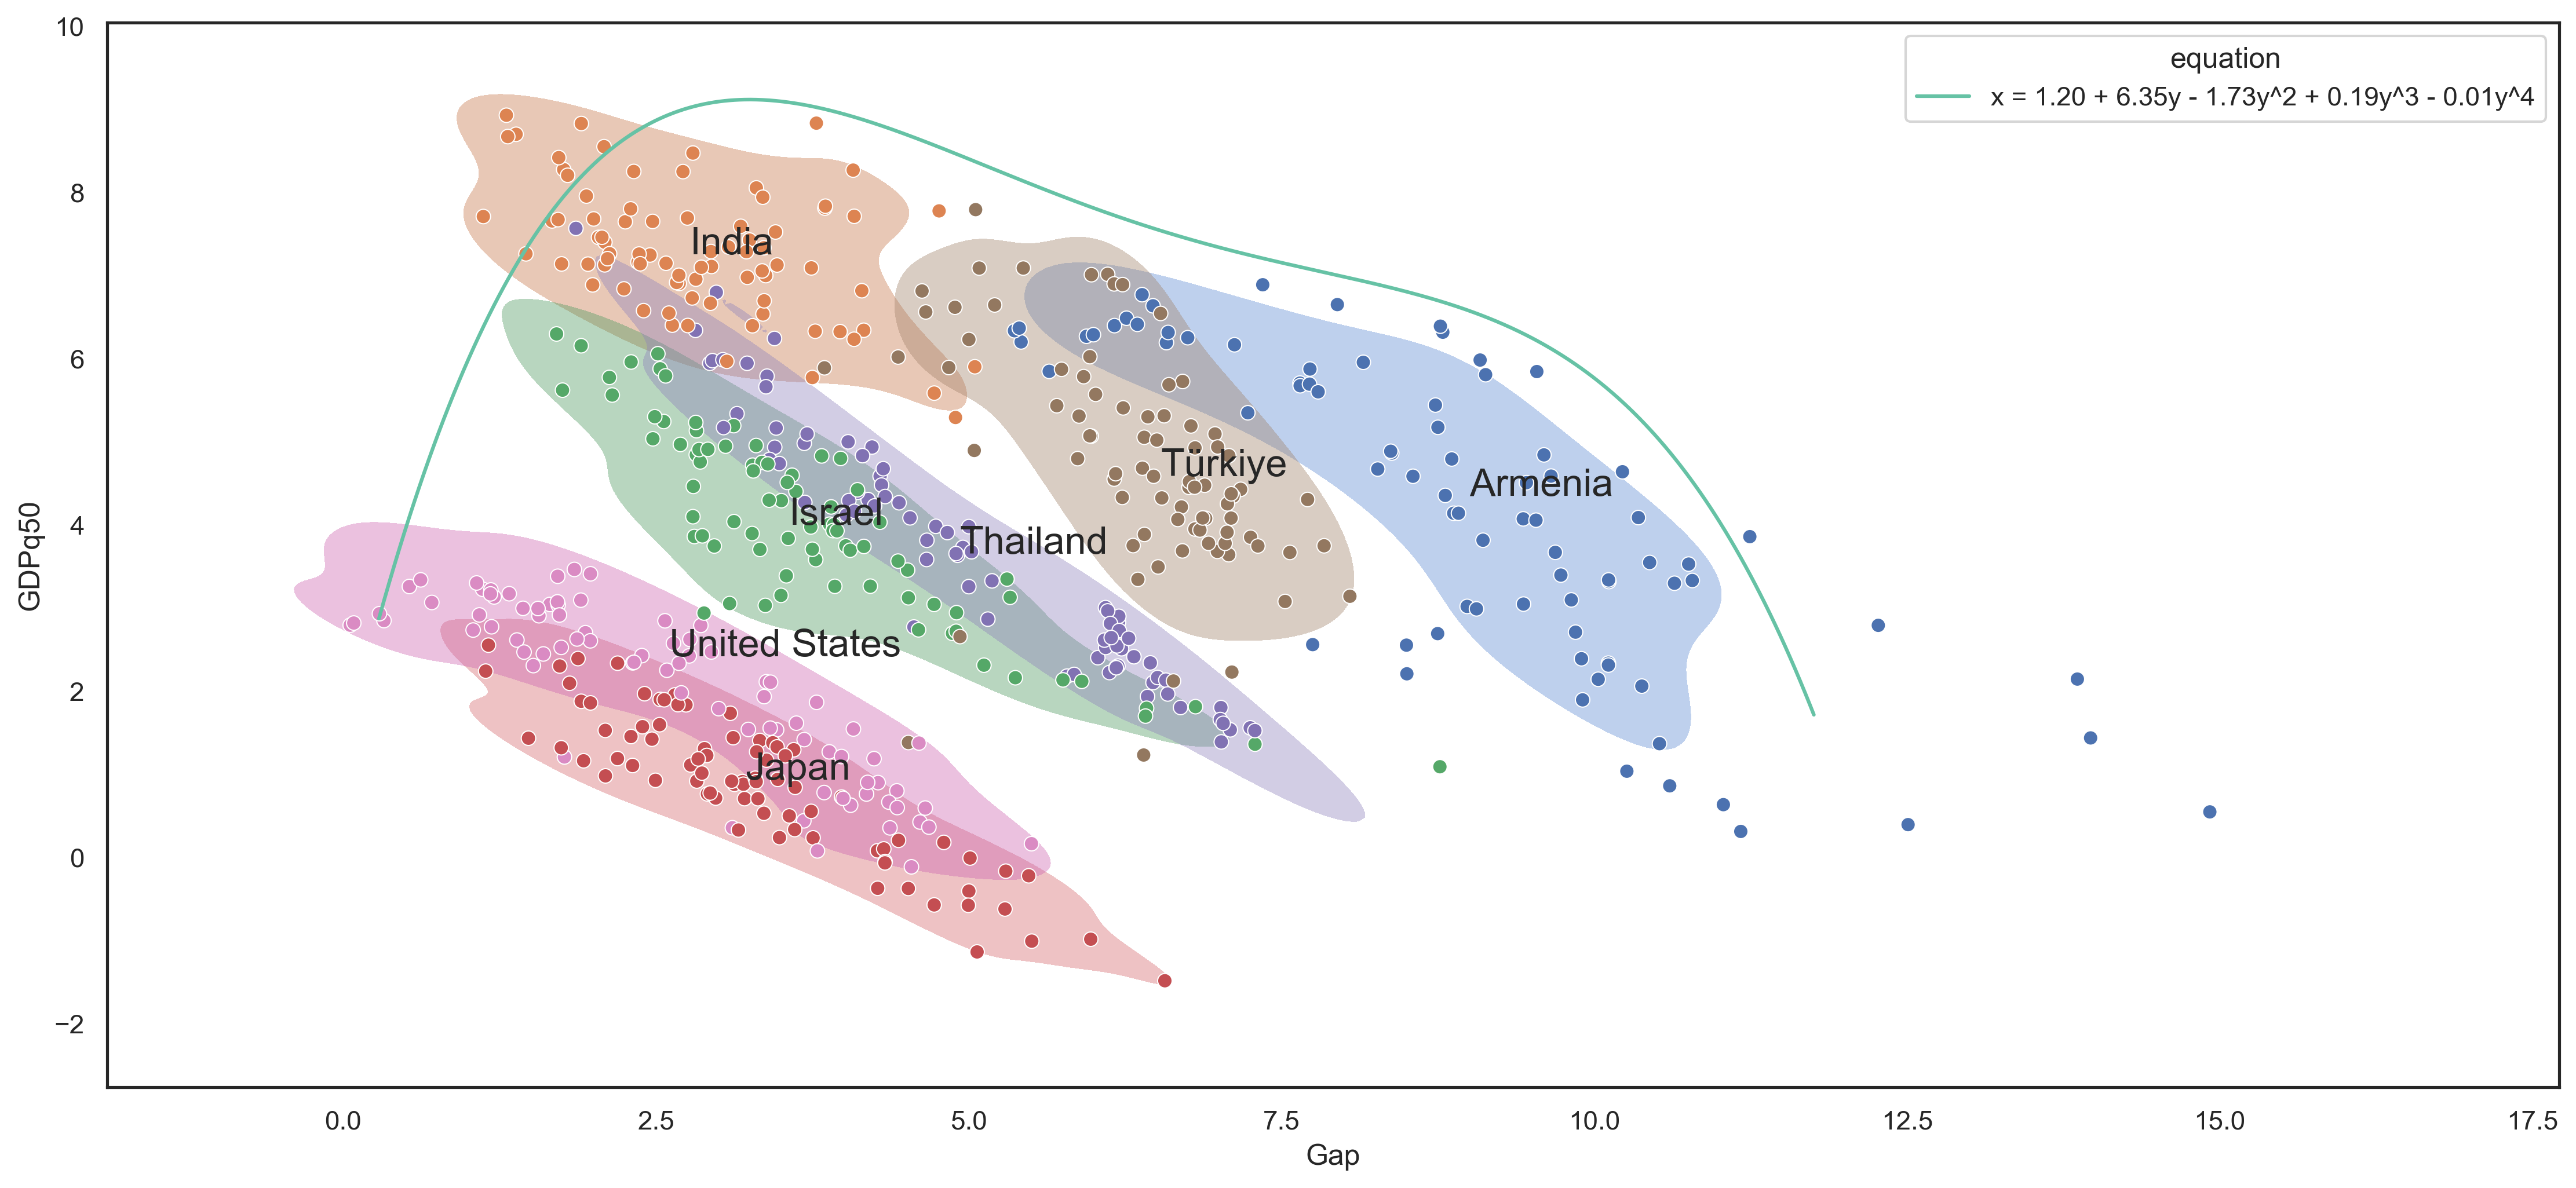 10
equation
x = 1.20 + 6.35y - 1.73y^2 + 0.19y^3 - 0.01y^4
8
India
6
Türkiye
Armenia
Israel
4
Thailand
GDPq50
United States
2
Japan
0
−2
0.0 2.5 5.0 7.5 10.0 12.5 15.0 17.5
Gap